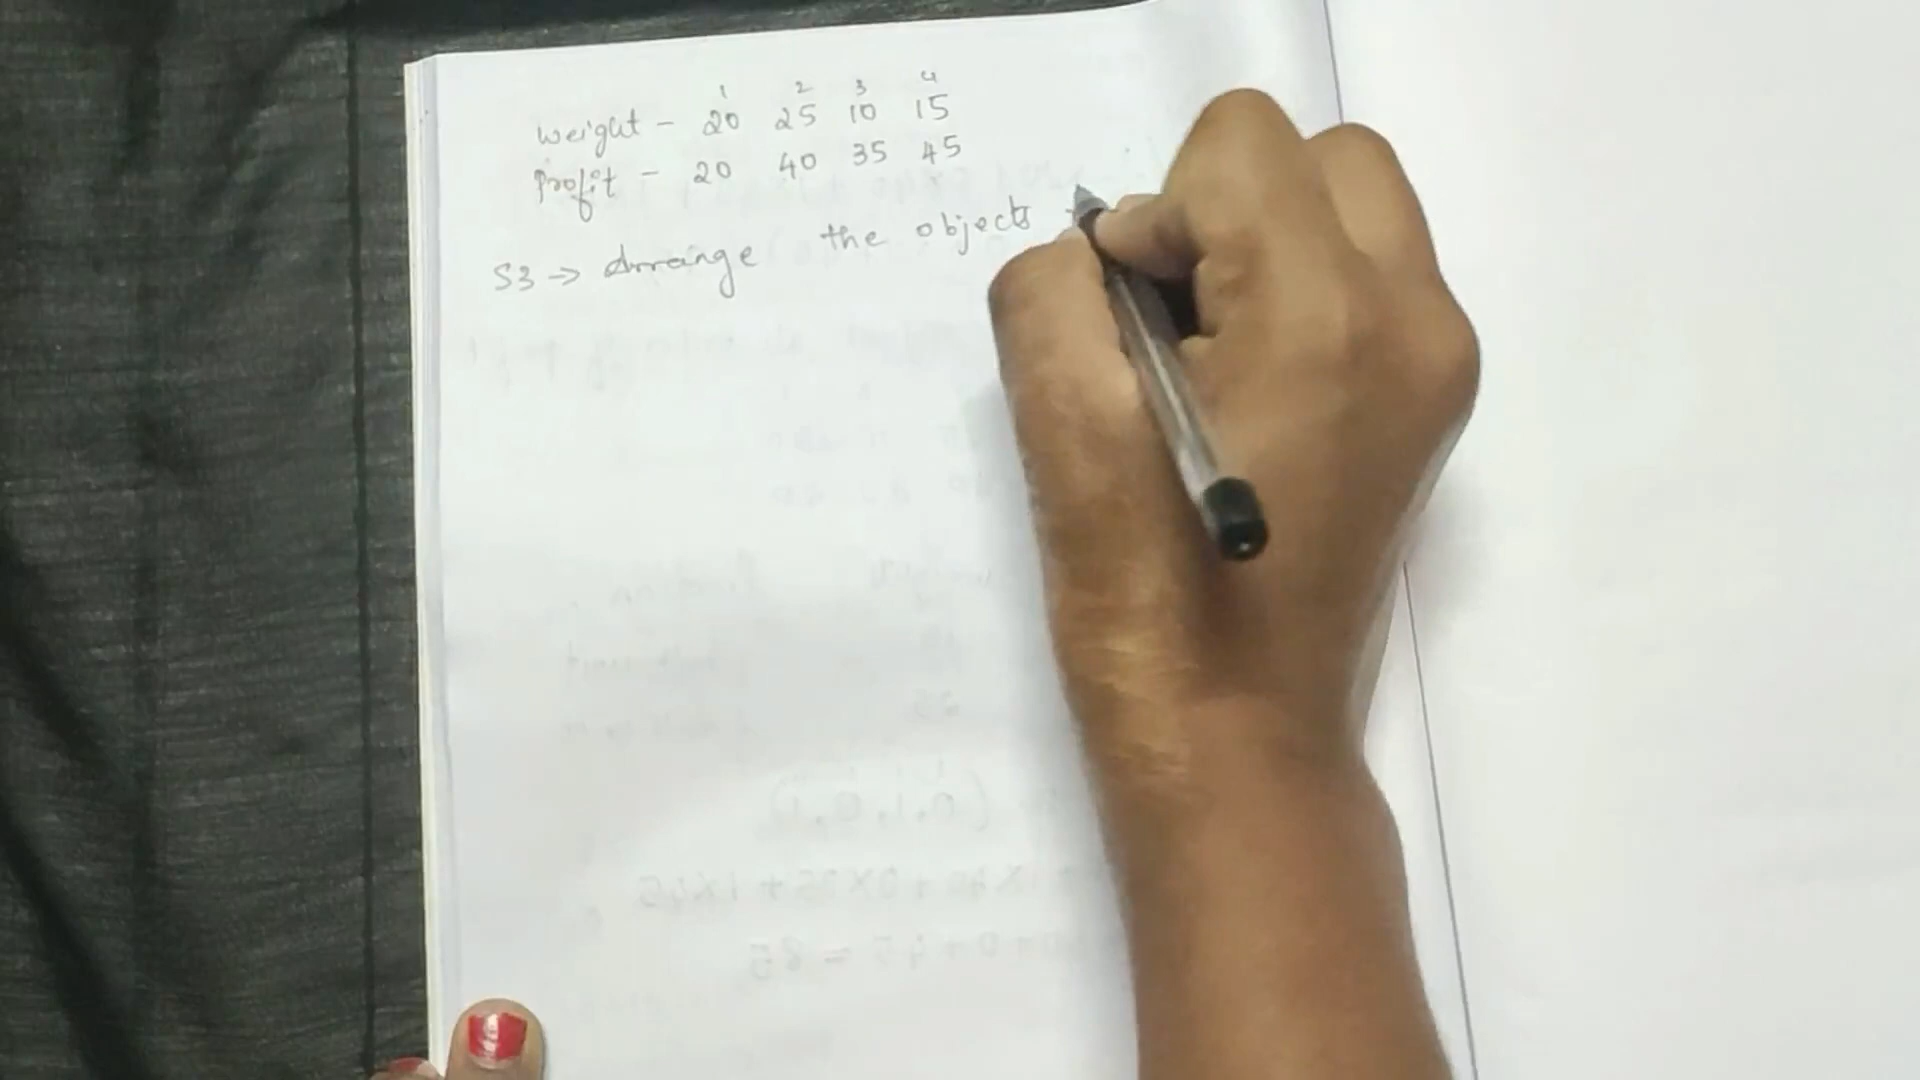 1 2 3 4
weight - 20 25 10 15
Profit - 20 40 35 45
S3 → Arrange the objects